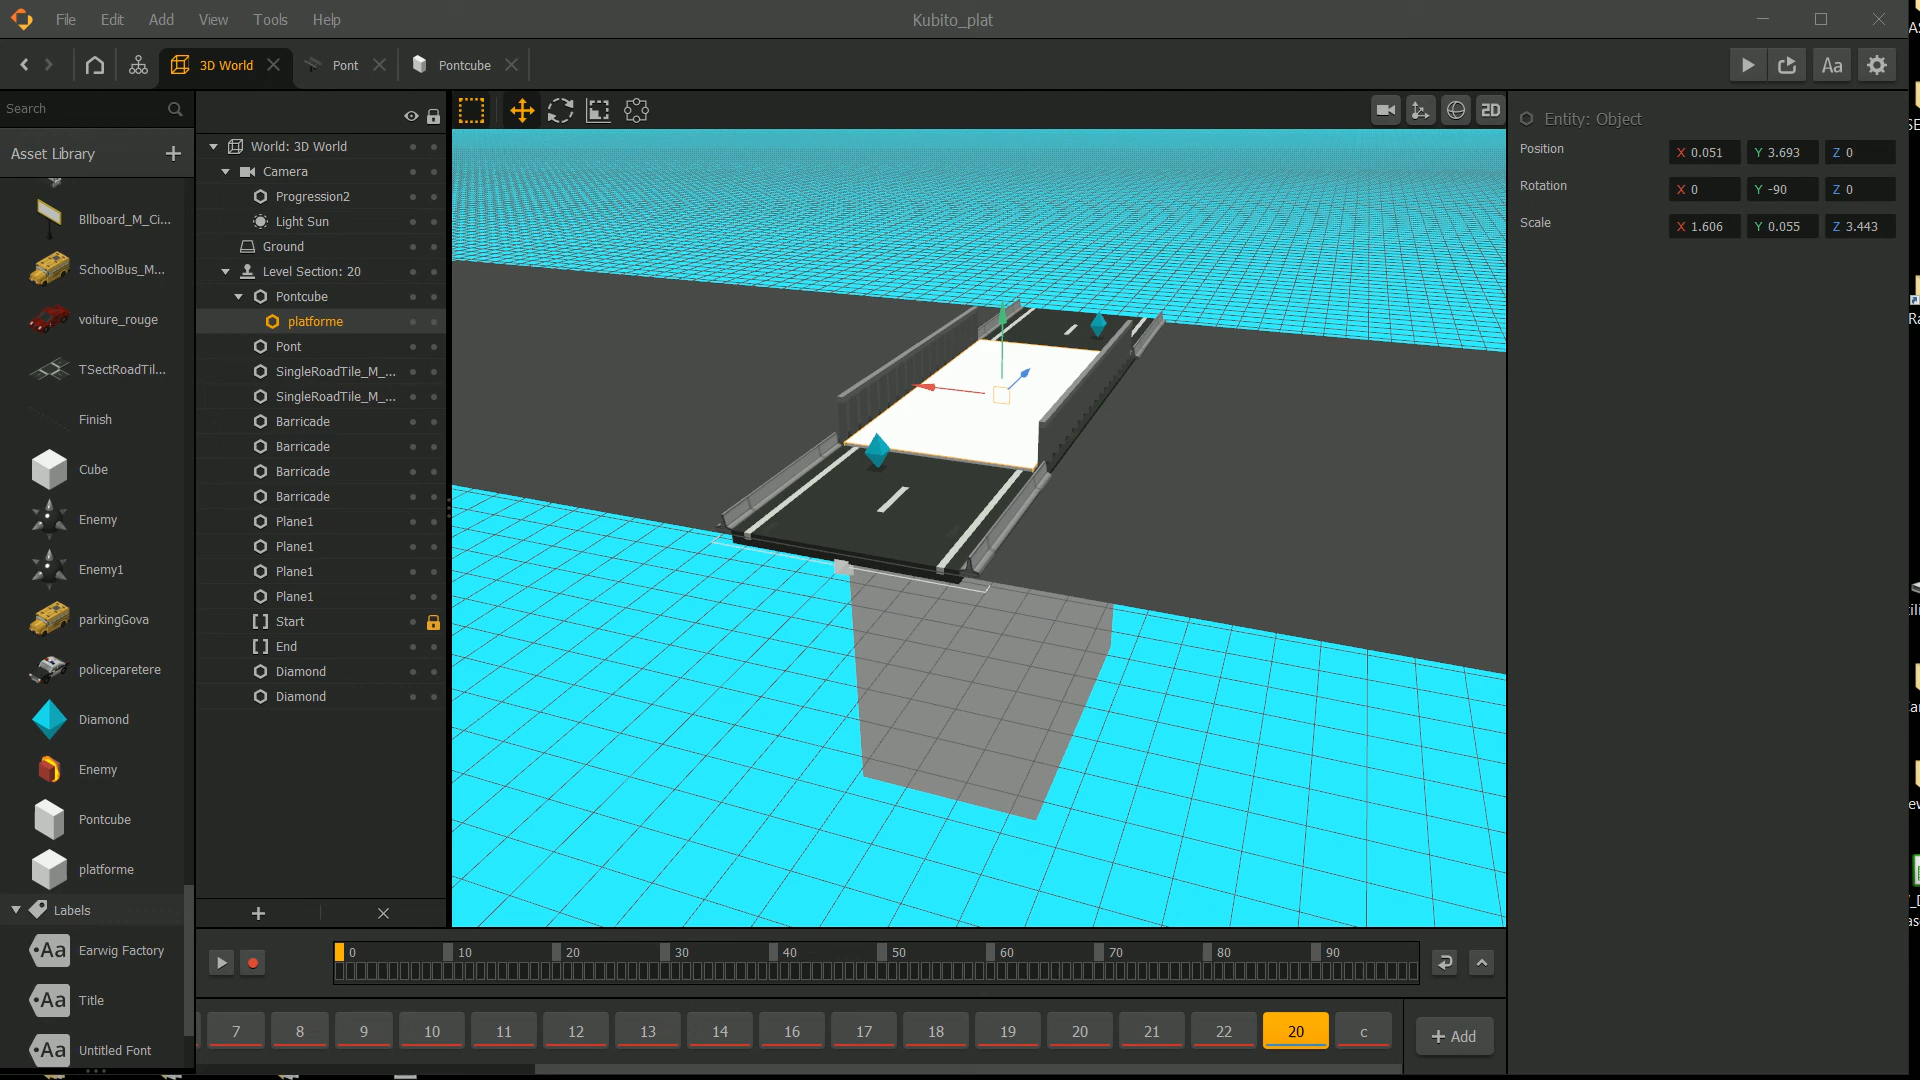 File Edit Add View Tools Help
Kubito_plat
3D World
Pont
Pontcube
Aa
Search
Asset Library
Bllboard_M_Ci...
SchoolBus_M...
voiture_rouge
TSectRoadTil...
Finish
Cube
Enemy
Enemy1
parkingGova
policeparetere
Diamond
Enemy
Pontcube
platforme
Labels
Aa Earwig Factory
Aa Title
Aa Untitled Font
World: 3D World
Camera
Progression2
Light Sun
Ground
Level Section: 20
Pontcube
platforme
Pont
SingleRoadTile_M_...
SingleRoadTile_M_...
Barricade
Barricade
Barricade
Barricade
Plane1
Plane1
Plane1
Plane1
Start
End
Diamond
Diamond
2D
Entity: Object
Position X 0.051 Y 3.693 Z 0
Rotation X 0 Y -90 Z 0
Scale X 1.606 Y 0.055 Z 3.443
0 10 20 30 40 50 60 70 80 90
7 8 9 10 11 12 13 14 16 17 18 19 20 21 22 20 c
+ Add